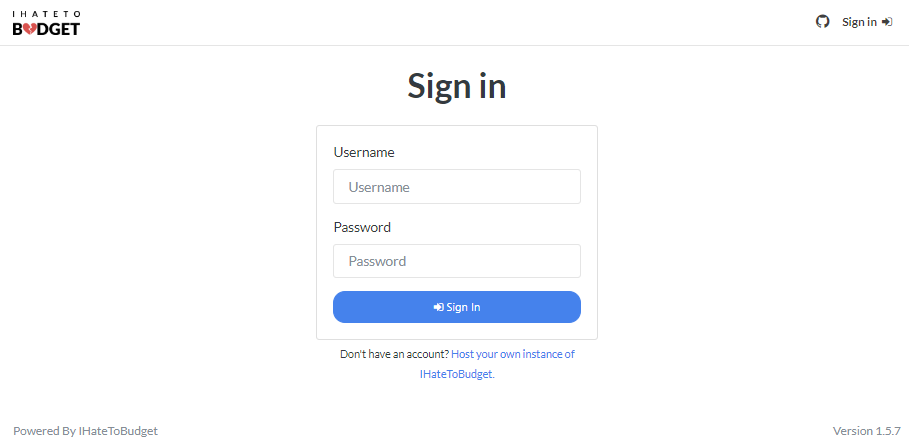 IHATETO
BUDGET
Sign in
Sign in
Username
Username
Password
Password
Sign In
Don't have an account? Host your own instance of
IHateToBudget.
Powered By IHateToBudget
Version 1.5.7